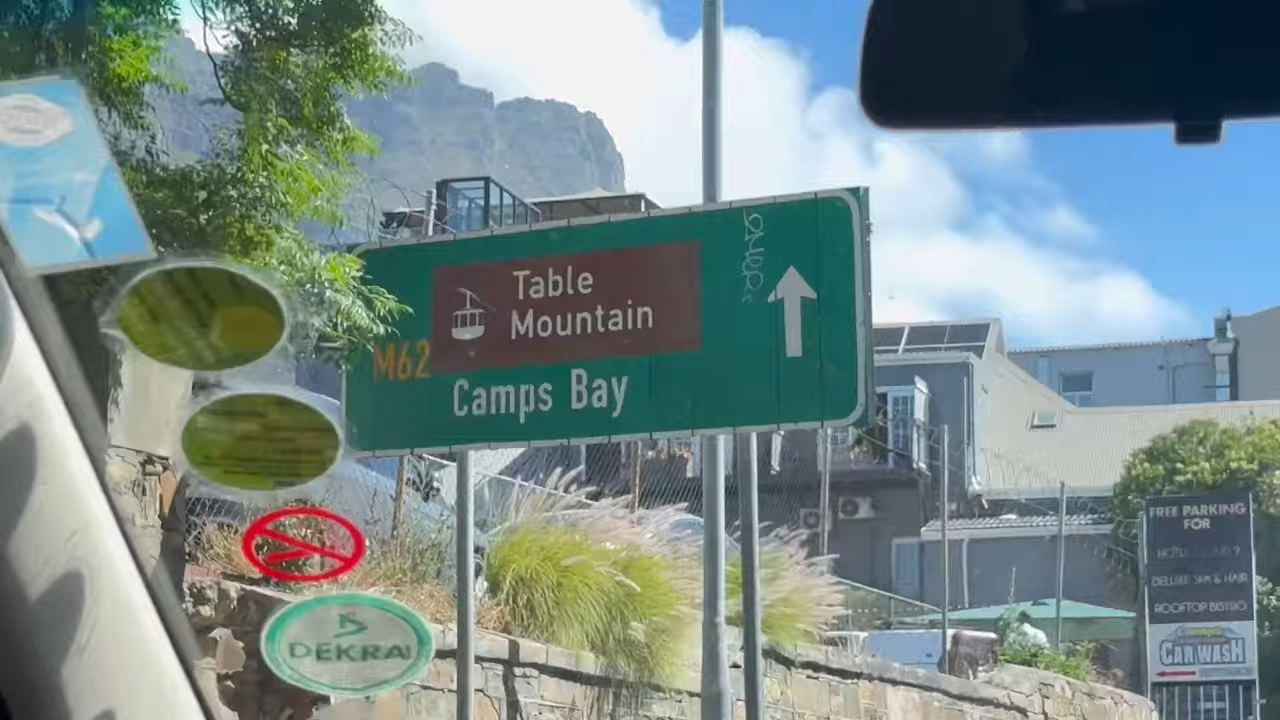 Table
Mountain
M62
Camps Bay
DEKRA
FREE PARKING
FOR
DELUXE SPA & HAIR
ROOFTOP BISTRO
CAR WASH